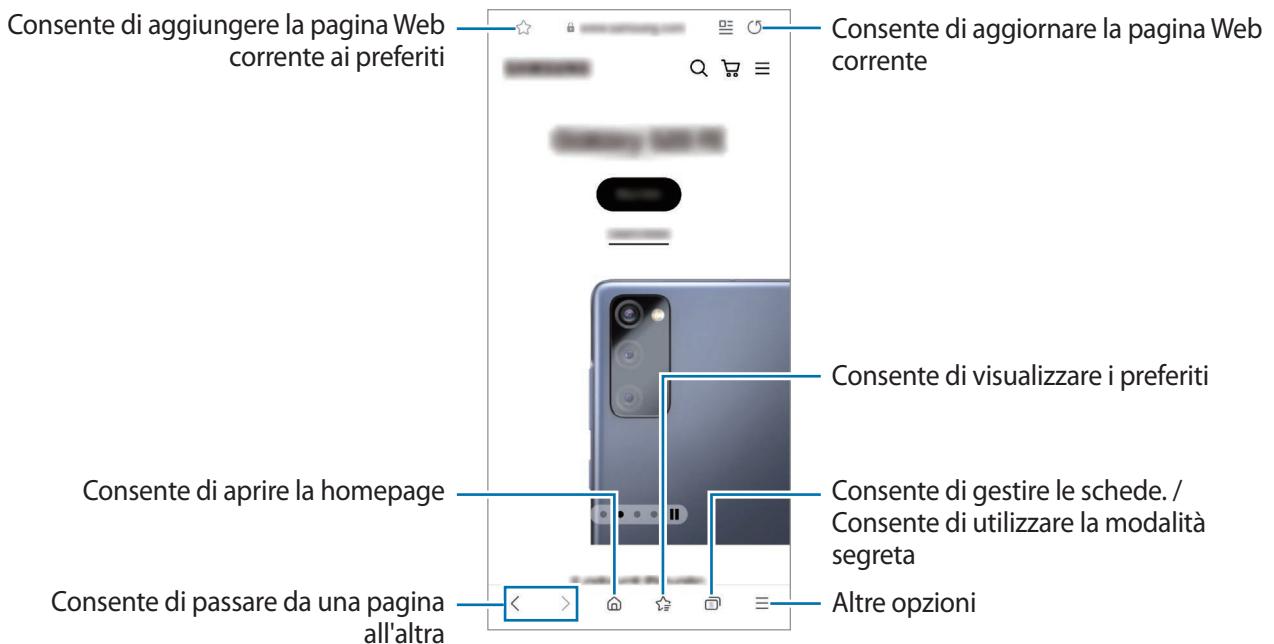 Consente di aggiungere la pagina Web
corrente ai preferiti
Consente di aggiornare la pagina Web
corrente
Consente di visualizzare i preferiti
Consente di aprire la homepage
Consente di gestire le schede. /
Consente di utilizzare la modalità
segreta
Consente di passare da una pagina
all'altra
Altre opzioni